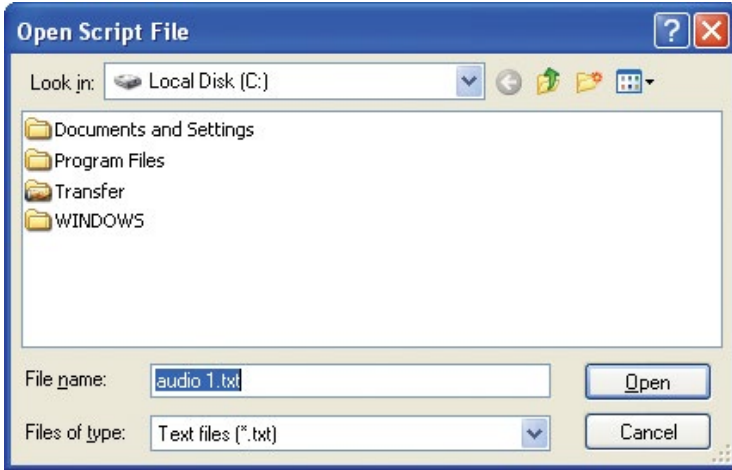 Open Script File
Look in: Local Disk (C:)
Documents and Settings
Program Files
Transfer
WINDOWS
File name: audio 1.txt Open
Files of type: Text files (*.txt) Cancel